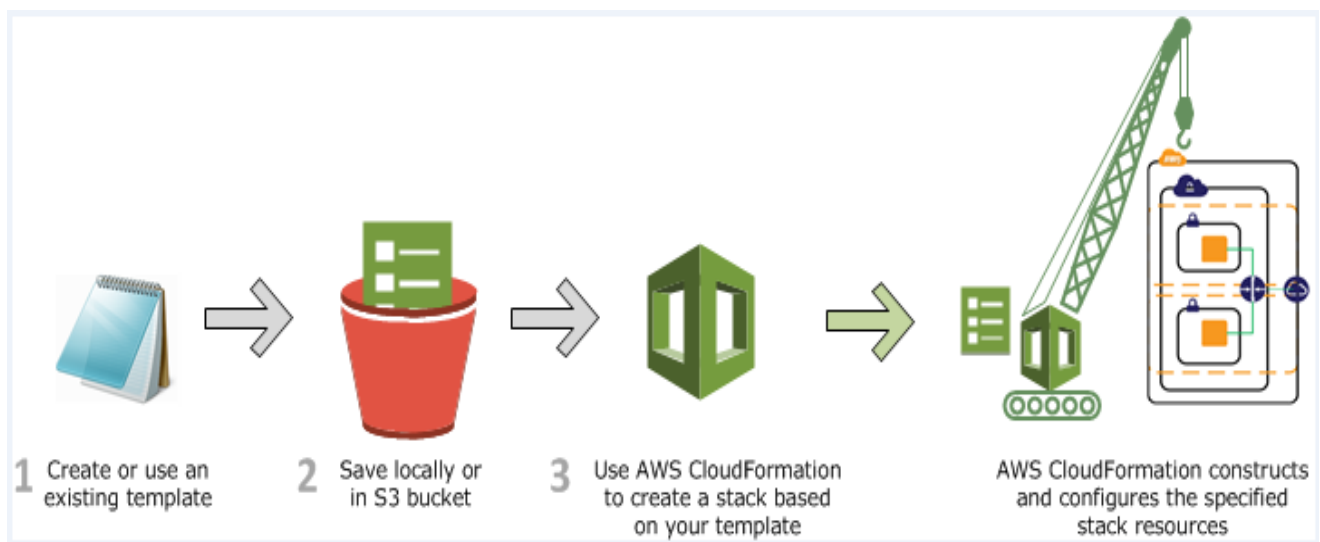 aws
1 Create or use an
existing template
2 Save locally or
in S3 bucket
3 Use AWS CloudFormation
to create a stack based
on your template
AWS CloudFormation constructs
and configures the specified
stack resources